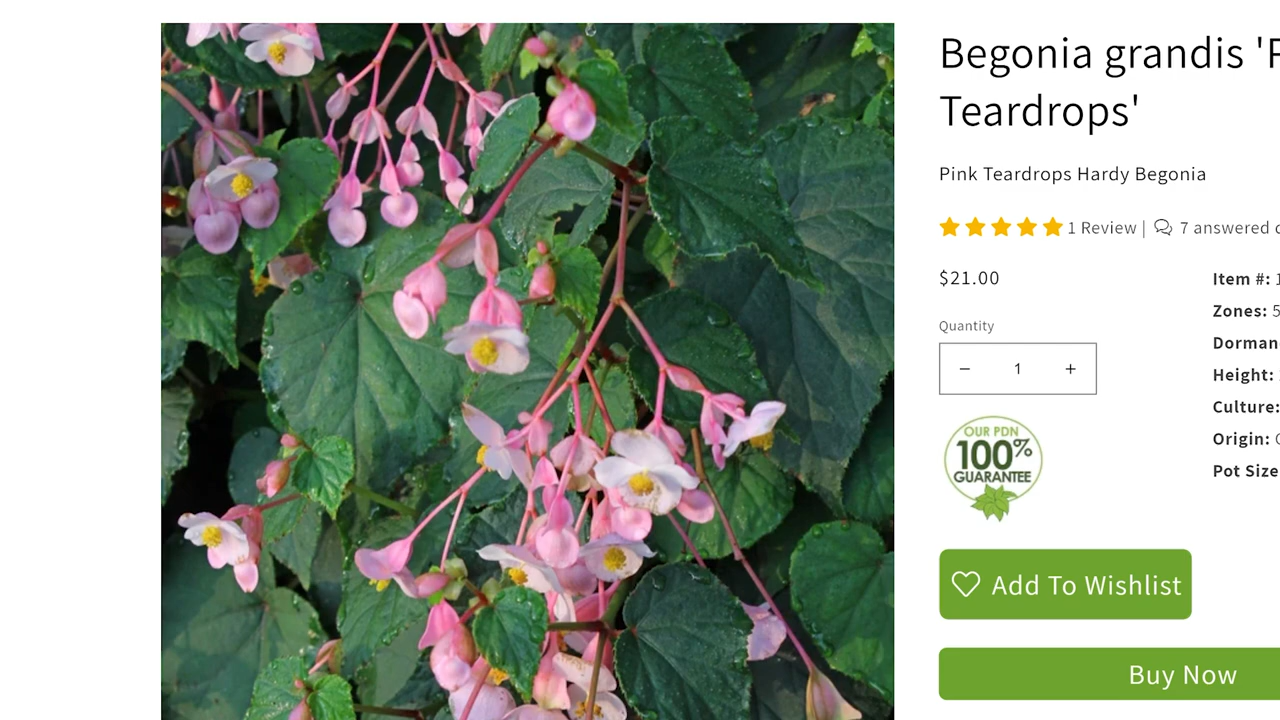 Begonia grandis '
Teardrops'
Pink Teardrops Hardy Begonia
1 Review | 7 answered
$21.00
Item #:
Zones: 5
Quantity
Height:
− 1 +
Culture:
Origin:
OUR PDN
100%
GUARANTEE
Pot Size
Add To Wishlist
Buy Now